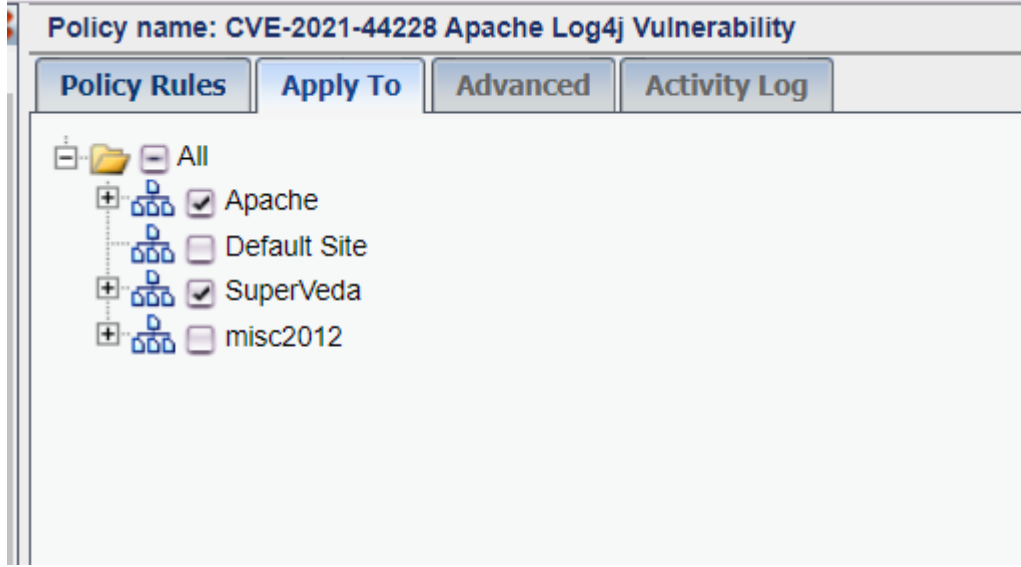 Policy name: CVE-2021-44228 Apache Log4j Vulnerability
Policy Rules Apply To Advanced Activity Log
All
Apache
Default Site
SuperVeda
misc2012